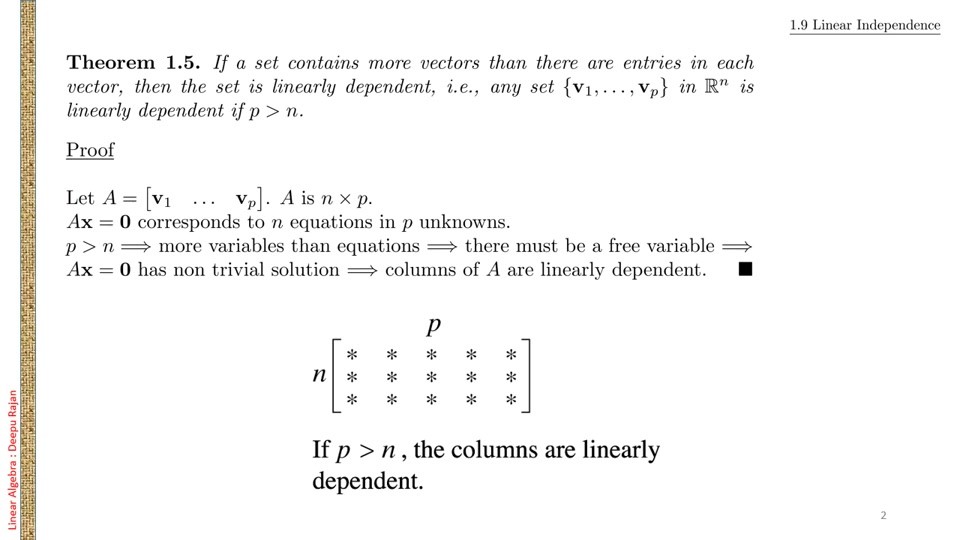 1.9 Linear Independence
Theorem 1.5. If a set contains more vectors than there are entries in each
vector, then the set is linearly dependent, i.e., any set {v₁, . . . , vₚ} in ℝⁿ is
linearly dependent if p > n.
Proof
Let A = [v₁ . . . vₚ]. A is n × p.
Ax = 0 corresponds to n equations in p unknowns.
p > n ⟹ more variables than equations ⟹ there must be a free variable ⟹
Ax = 0 has non trivial solution ⟹ columns of A are linearly dependent. ■
p
* * * * *
n [* * * * *]
* * * * *
If p > n , the columns are linearly
dependent.
Linear Algebra : Deepu Rajan
2